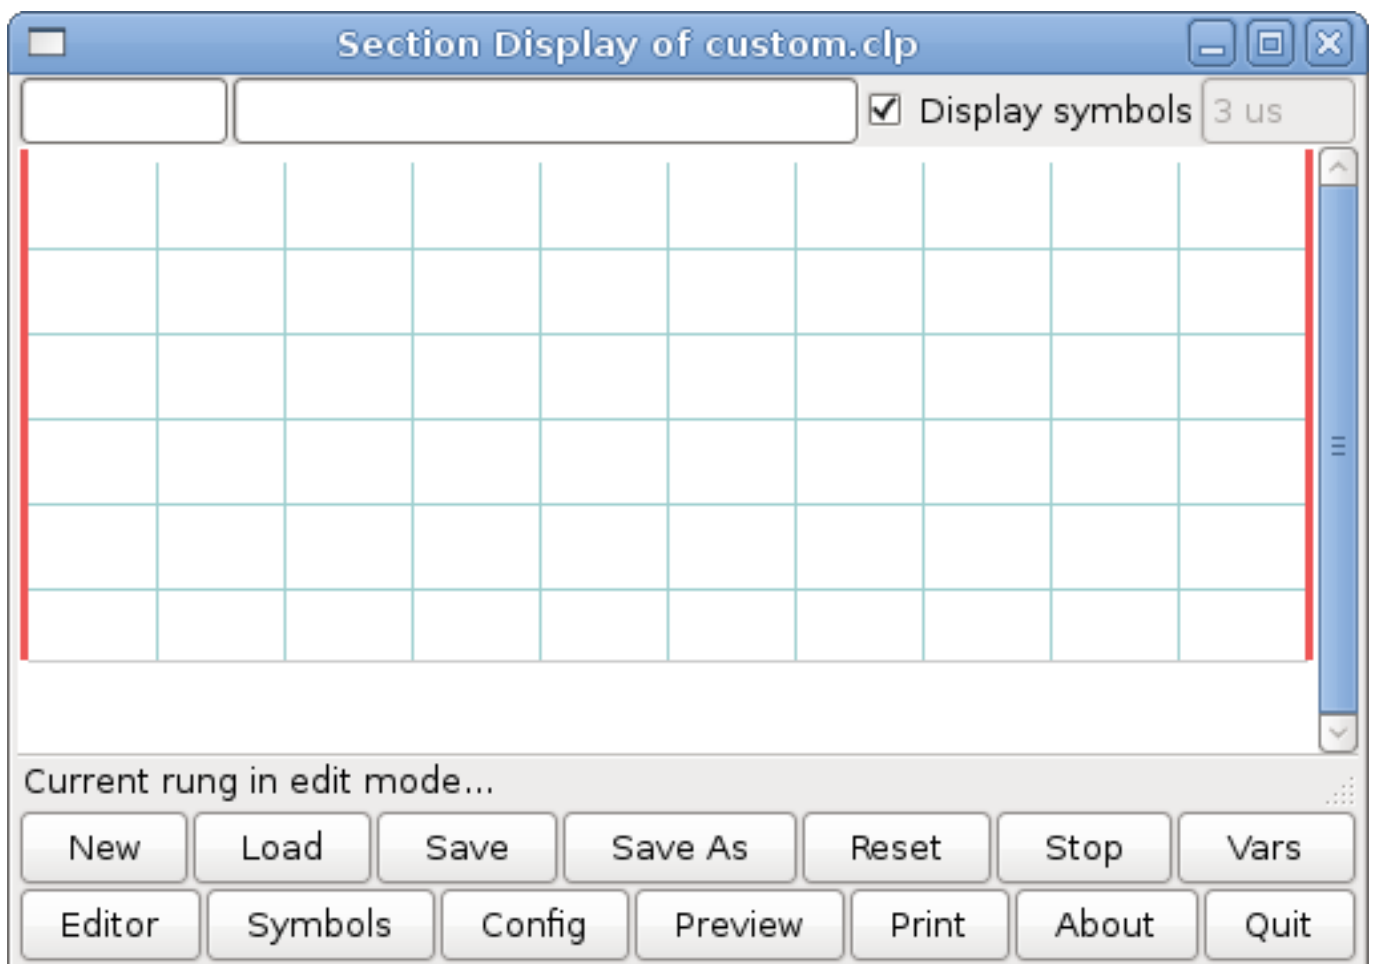 Section Display of custom.clp
Display symbols 3 us
Current rung in edit mode...
New Load Save Save As Reset Stop Vars
Editor Symbols Config Preview Print About Quit